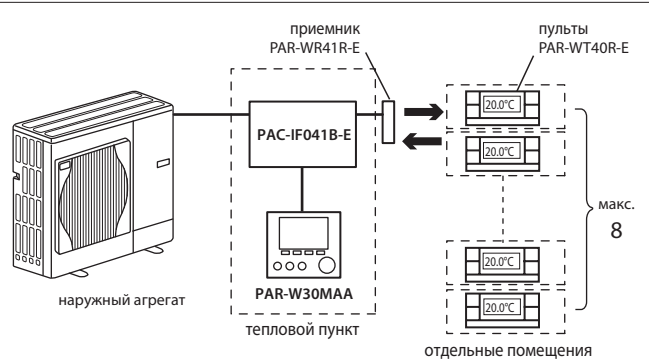 приемник
PAR-WR41R-E
пульты
PAR-WT40R-E
20.0°C
PAC-IF041B-E
20.0°C
макс.
8
20.0°C
PAR-W30MAA
20.0°C
наружный агрегат
тепловой пункт
отдельные помещения